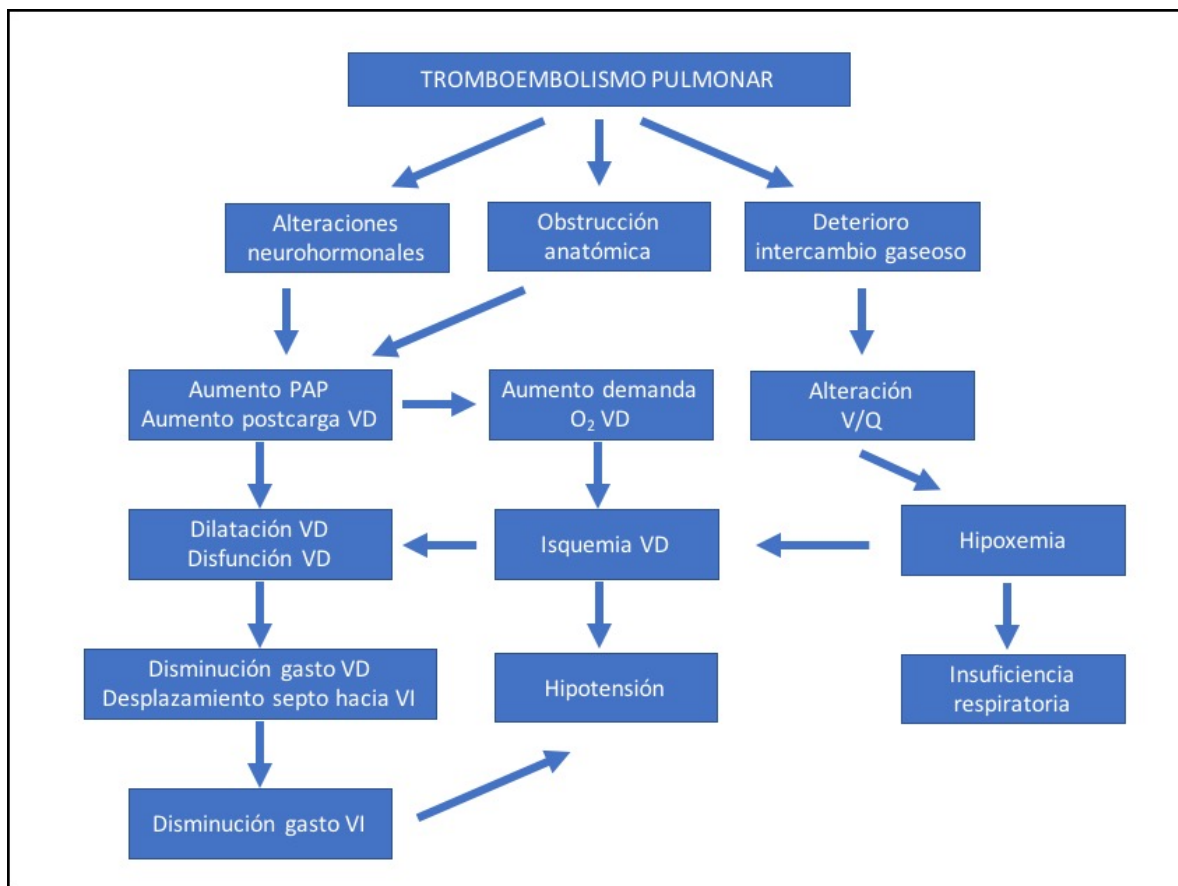 TROMBOEMBOLISMO PULMONAR
Alteraciones
neurohormonales
Obstrucción
anatómica
Deterioro
intercambio gaseoso
Aumento PAP
Aumento postcarga VD
Aumento demanda
O₂ VD
Alteración
V/Q
Dilatación VD
Disfunción VD
Isquemia VD
Hipoxemia
Disminución gasto VD
Desplazamiento septo hacia VI
Hipotensión
Insuficiencia
respiratoria
Disminución gasto VI